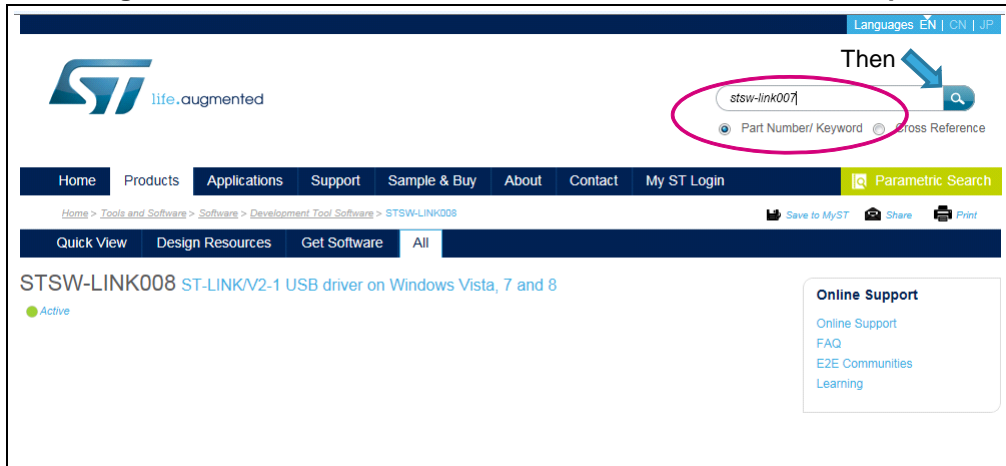 Languages EN | CN | JP
Then
life.augmented
stsw-link007
Part Number/ Keyword Cross Reference
Home Products Applications Support Sample & Buy About Contact My ST Login Parametric Search
Home > Tools and Software > Software > Development Tool Software > STSW-LINK008 Save to MyST Share Print
Quick View Design Resources Get Software All
STSW-LINK008 ST-LINK/V2-1 USB driver on Windows Vista, 7 and 8
Active
Online Support
Online Support
FAQ
E2E Communities
Learning